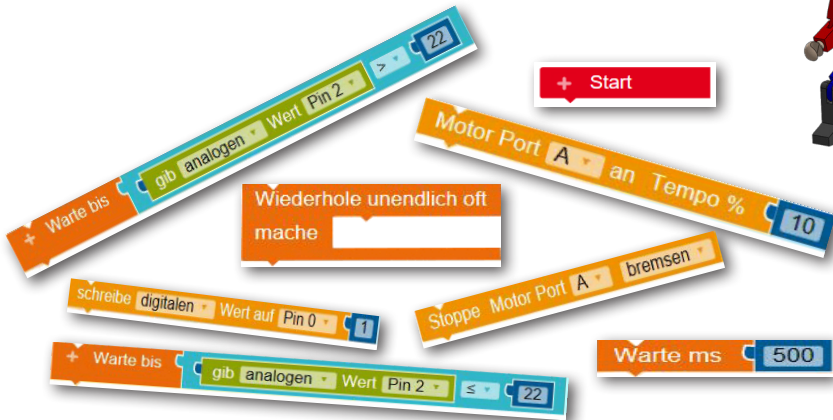 + Warte bis gib analogen Wert Pin 2 > 22
+ Start
Motor Port A an Tempo % 10
Wiederhole unendlich oft
mache
schreibe digitalen Wert auf Pin 0 1
Stoppe Motor Port A bremsen
+ Warte bis gib analogen Wert Pin 2 ≤ 22
Warte ms 500